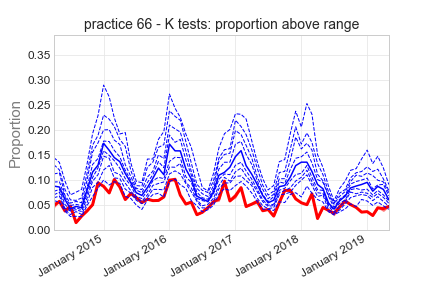 practice 66 - K tests: proportion above range
Proportion
0.35
0.30
0.25
0.20
0.15
0.10
0.05
0.00
January 2015
January 2016
January 2017
January 2018
January 2019